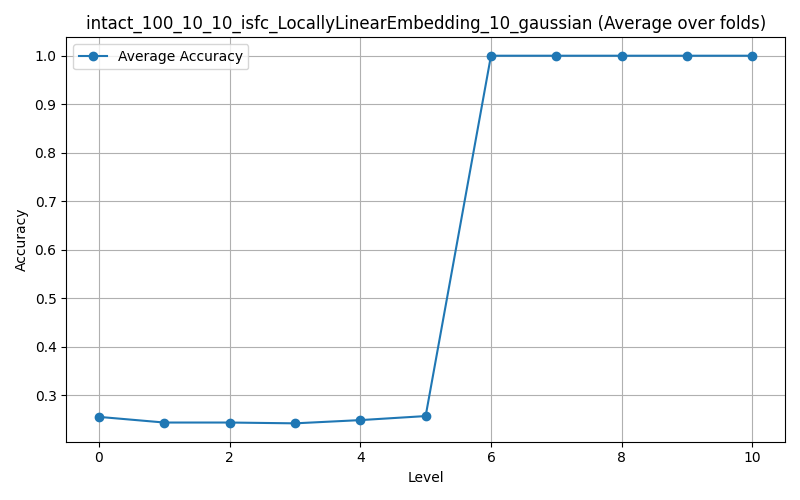 intact_100_10_10_isfc_LocallyLinearEmbedding_10_gaussian (Average over folds)
Average Accuracy
1.0
0.9
0.8
0.7
0.6
0.5
0.4
0.3
Accuracy
0 2 4 6 8 10
Level